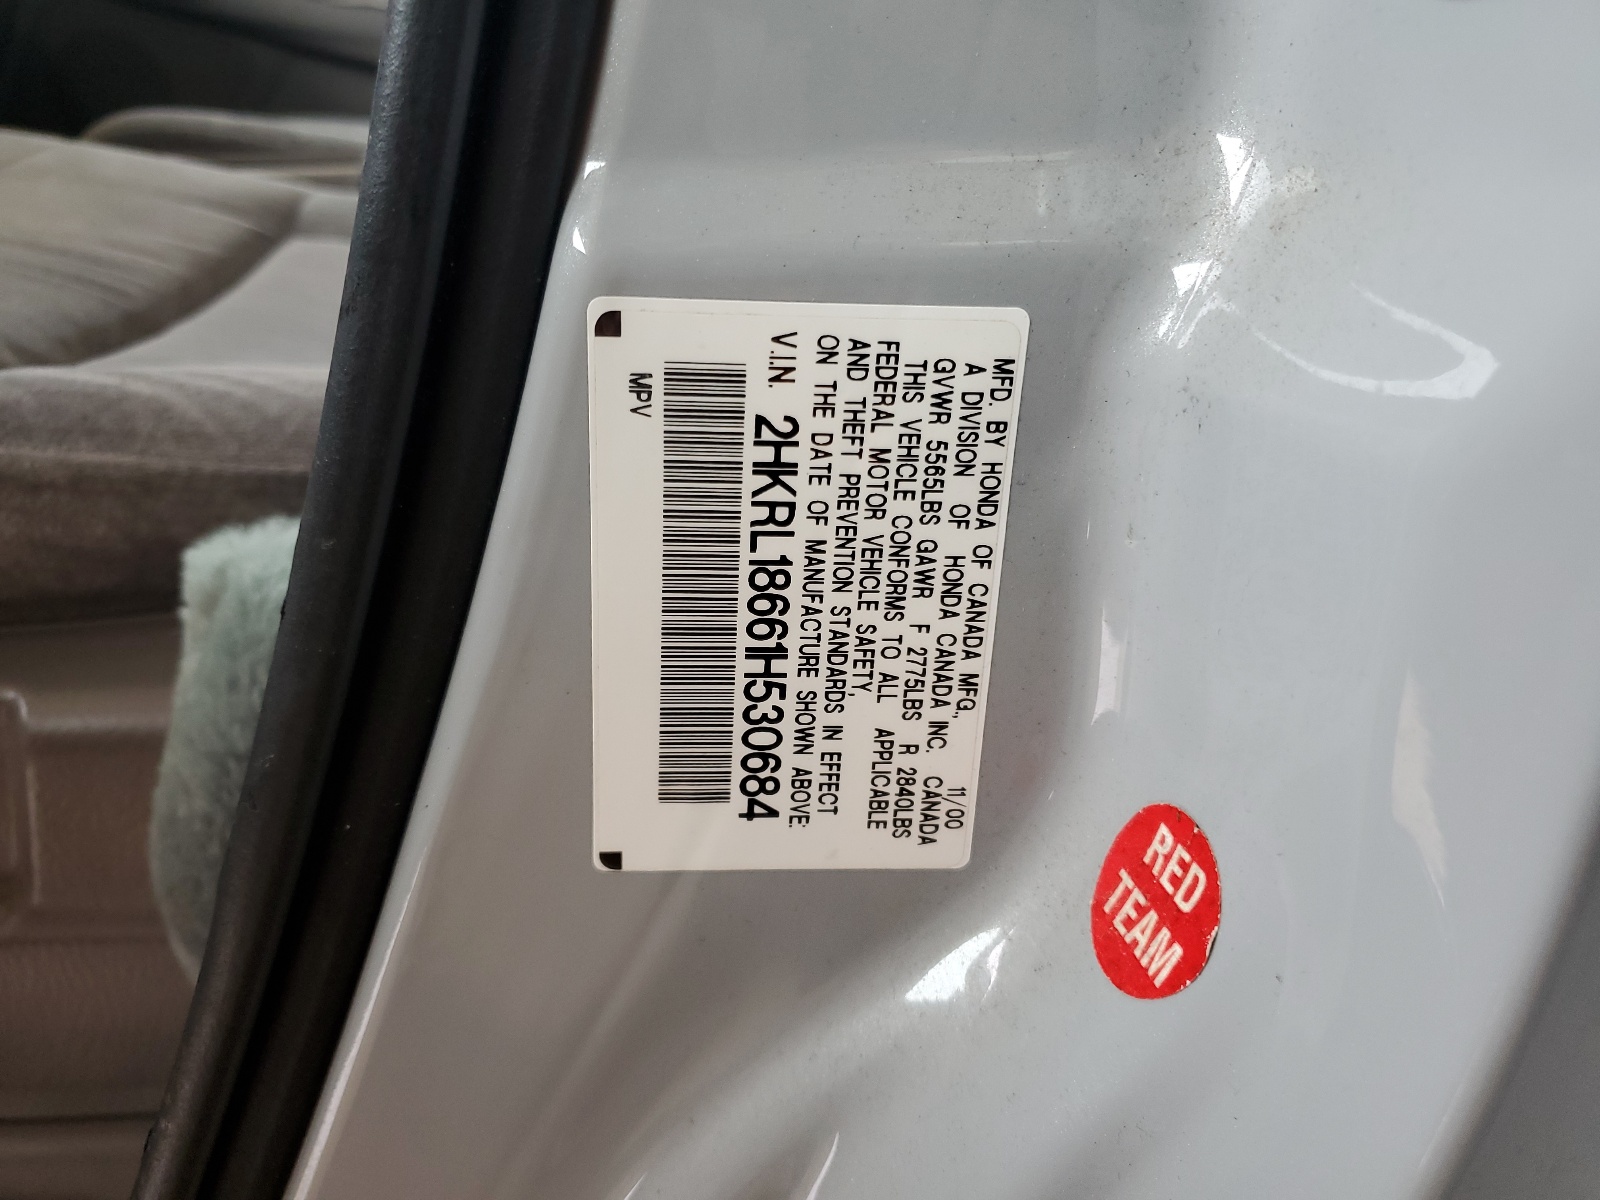 MFD. BY HONDA OF CANADA MFG., 11/00
A DIVISION OF HONDA CANADA INC. CANADA
GVWR 5565LBS GAWR F 2775LBS R 2840LBS
THIS VEHICLE CONFORMS TO ALL APPLICABLE
FEDERAL MOTOR VEHICLE SAFETY,
AND THEFT PREVENTION STANDARDS IN EFFECT
ON THE DATE OF MANUFACTURE SHOWN ABOVE:
V.I.N. 2HKRL18661H530684
MPV
RED
TEAM